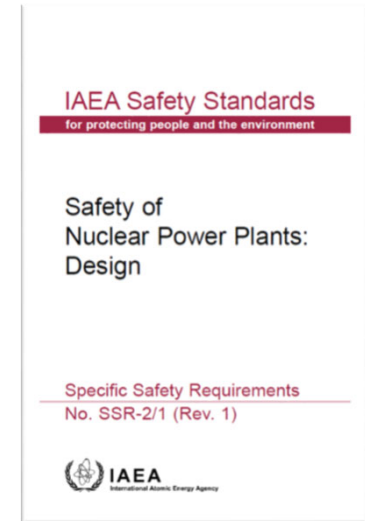 IAEA Safety Standards
for protecting people and the environment
Safety of
Nuclear Power Plants:
Design
Specific Safety Requirements
No. SSR-2/1 (Rev. 1)
IAEA
International Atomic Energy Agency